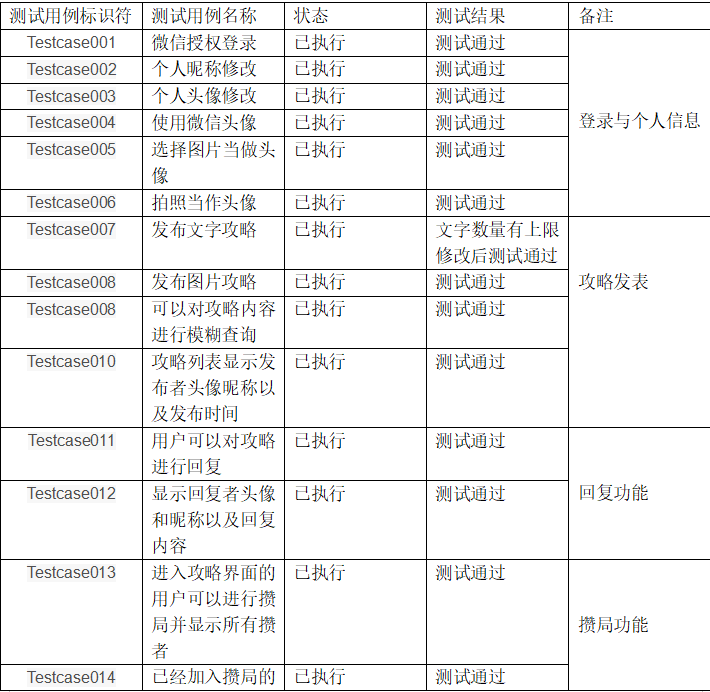 测试用例标识符 测试用例名称 状态 测试结果 备注
Testcase001 微信授权登录 已执行 测试通过
Testcase002 个人昵称修改 已执行 测试通过
Testcase003 个人头像修改 已执行 测试通过
Testcase004 使用微信头像 已执行 测试通过 登录与个人信息
Testcase005 选择图片当做头 已执行 测试通过
像
Testcase006 拍照当作头像 已执行 测试通过
Testcase007 发布文字攻略 已执行 文字数量有上限
修改后测试通过
Testcase008 发布图片攻略 已执行 测试通过 攻略发表
Testcase008 可以对攻略内容 已执行 测试通过
进行模糊查询
Testcase010 攻略列表显示发 已执行 测试通过
布者头像昵称以
及发布时间
Testcase011 用户可以对攻略 已执行 测试通过
进行回复
Testcase012 显示回复者头像 已执行 测试通过 回复功能
和昵称以及回复
内容
Testcase013 进入攻略界面的 已执行 测试通过
用户可以进行攒
局并显示所有攒 攒局功能
者
Testcase014 已经加入攒局的 已执行 测试通过